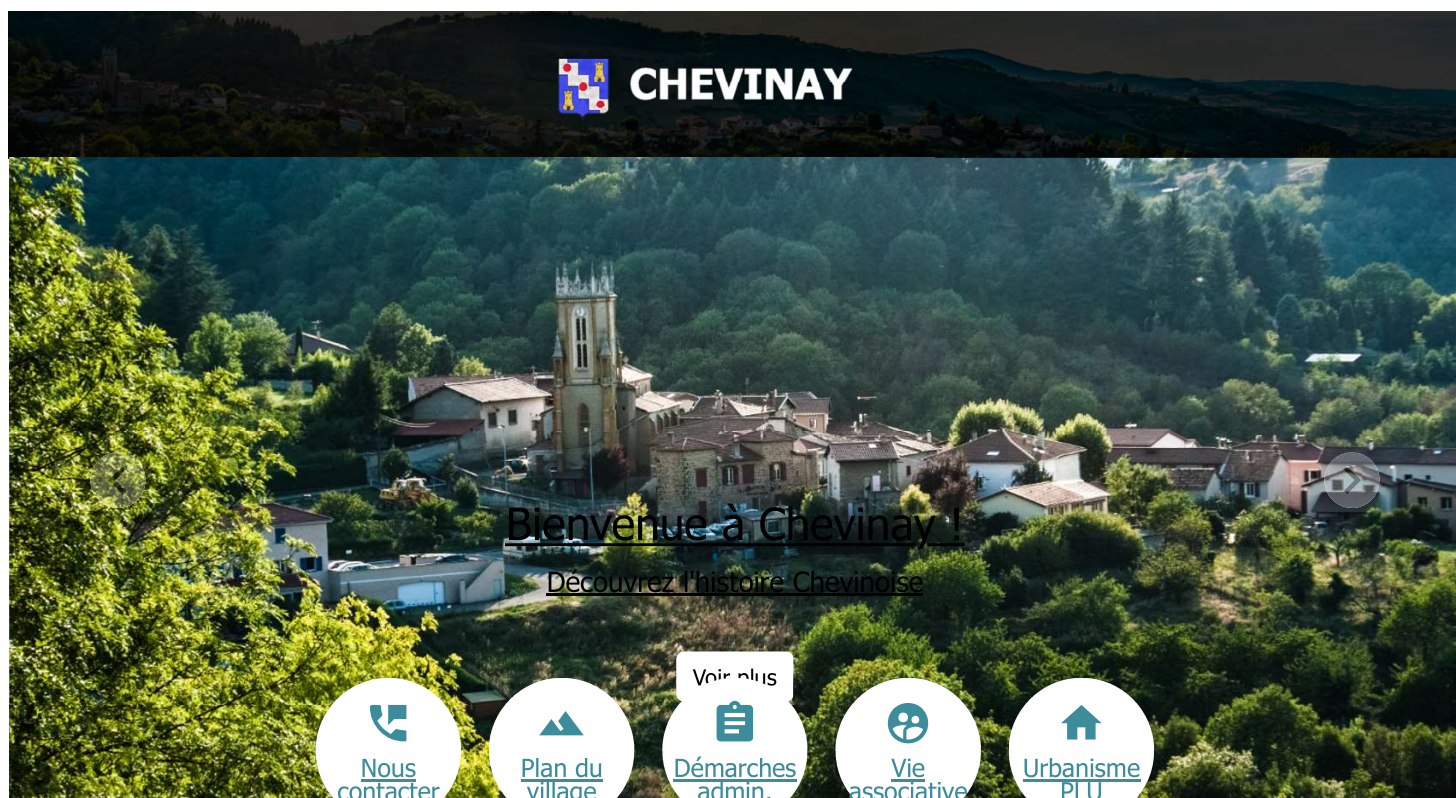 CHEVINAY
Bienvenue à Chevinay !
Découvrez l'histoire Chevinoise
Voir plus
Nous
contacter
Plan du
village
Démarches
admin.
Vie
associative
Urbanisme
PLU